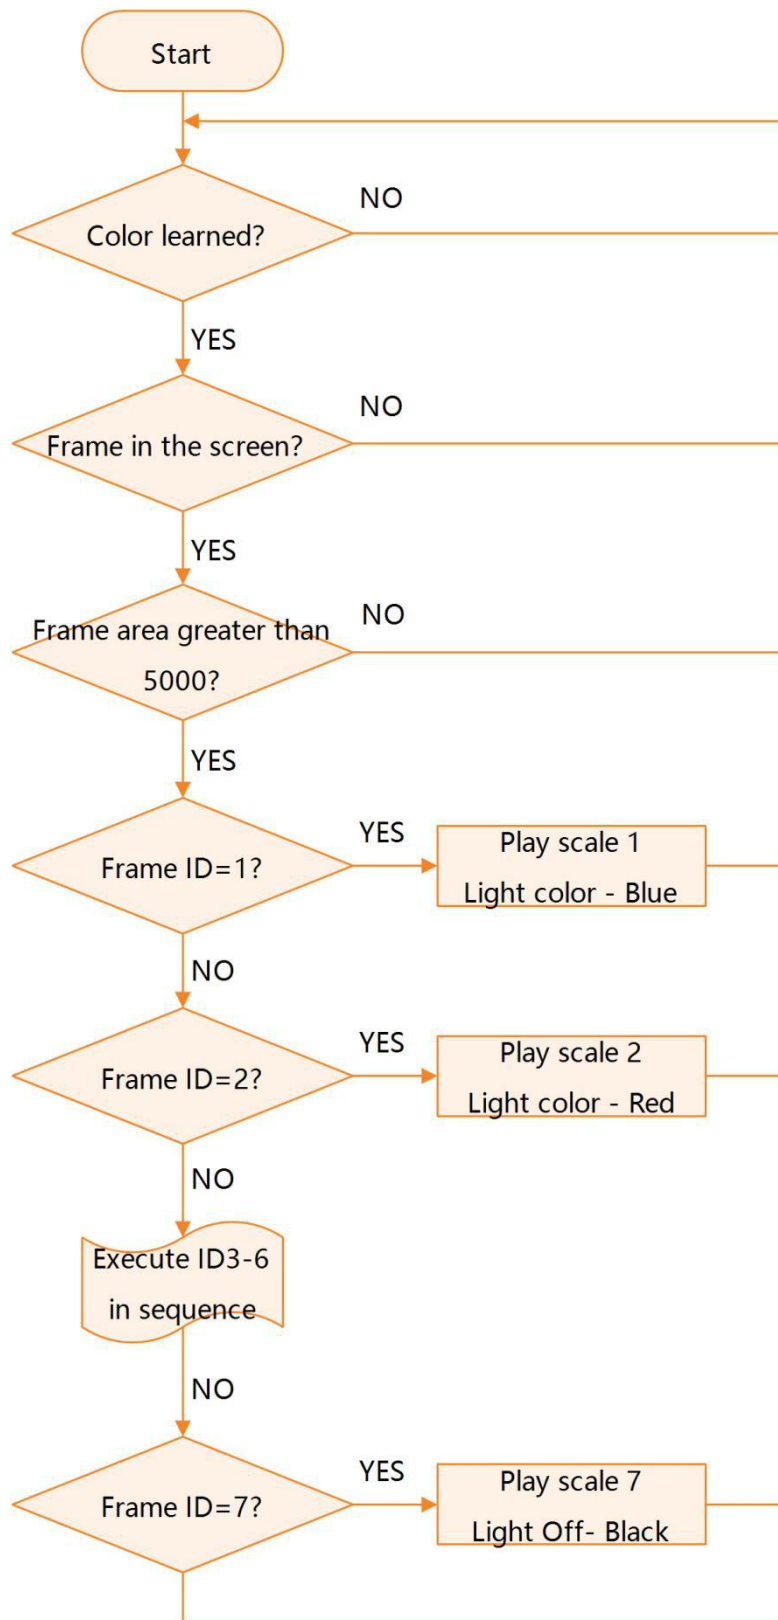 Start
NO
Color learned?
YES
NO
Frame in the screen?
YES
NO
Frame area greater than
5000?
YES
YES
Frame ID=1?
Play scale 1
Light color - Blue
NO
YES
Frame ID=2?
Play scale 2
Light color - Red
NO
Execute ID3-6
in sequence
NO
YES
Frame ID=7?
Play scale 7
Light Off- Black